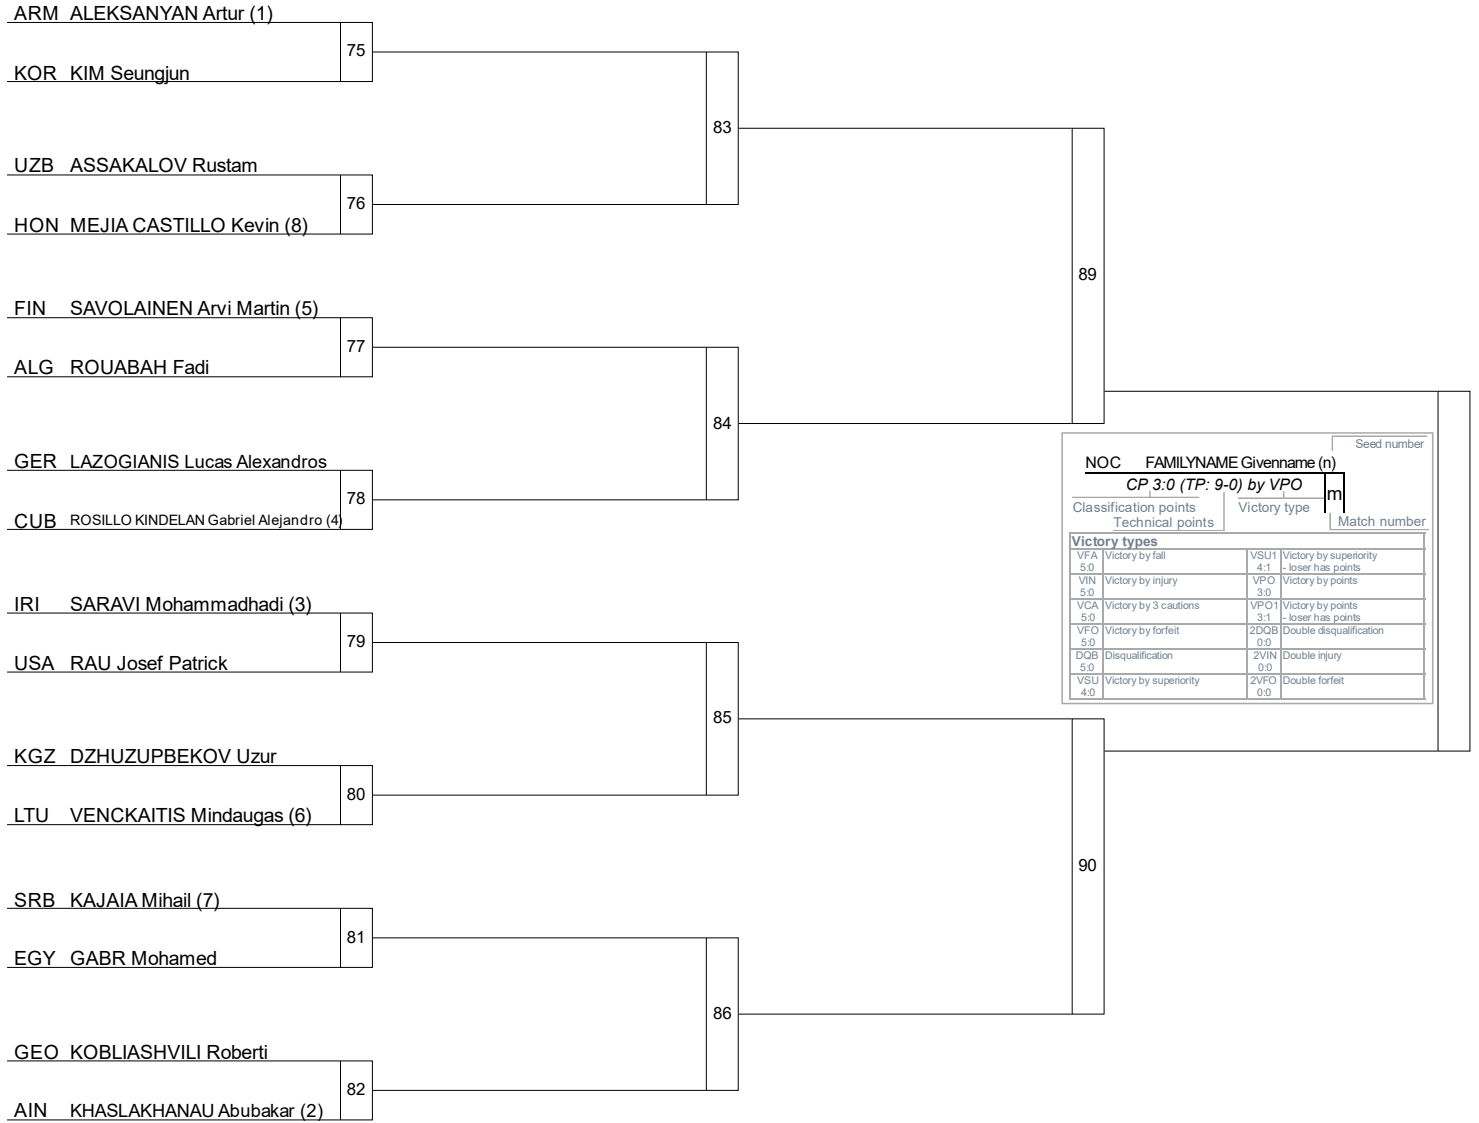 ARM ALEKSANYAN Artur (1)
75
KOR KIM Seungjun
83
UZB ASSAKALOV Rustam
76
HON MEJIA CASTILLO Kevin (8)
89
FIN SAVOLAINEN Arvi Martin (5)
77
ALG ROUABAH Fadi
84
GER LAZOGIANIS Lucas Alexandros
78
CUB ROSILLO KINDELAN Gabriel Alejandro (4)
Seed number
NOC FAMILYNAME Givenname (n)
CP 3:0 (TP: 9-0) by VPO
m
Classification points
Victory type
Technical points
Match number
Victory types
VFA Victory by fall VSU1 Victory by superiority
5:0 4:1 - loser has points
VIN Victory by injury VPO Victory by points
5:0 3:0
VCA Victory by 3 cautions VPO1 Victory by points
5:0 3:1 - loser has points
VFO Victory by forfeit 2DQB Double disqualification
5:0 0:0
DQB Disqualification 2VIN Double injury
5:0 0:0
VSU Victory by superiority 2VFO Double forfeit
4:0 0:0
IRI SARAVI Mohammadhadi (3)
79
USA RAU Josef Patrick
85
KGZ DZHUZUPBEKOV Uzur
80
LTU VENCKAITIS Mindaugas (6)
90
SRB KAJAIA Mihail (7)
81
EGY GABR Mohamed
86
GEO KOBLIASHVILI Roberti
82
AIN KHASLAKHANAU Abubakar (2)